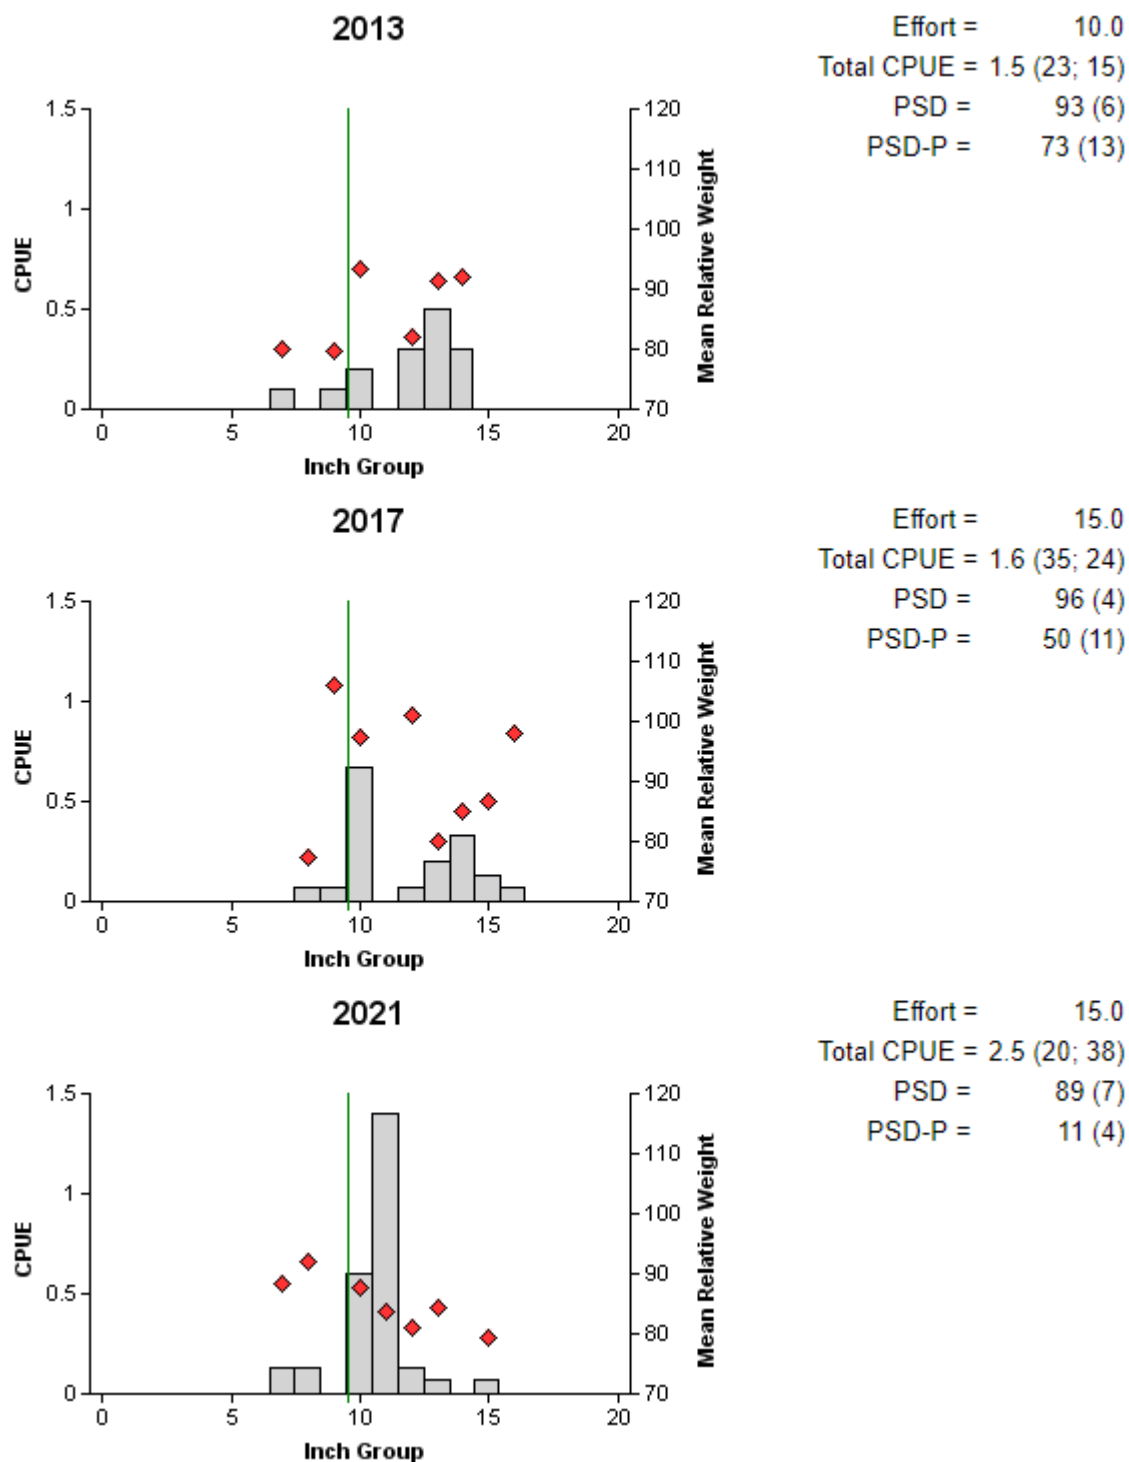 2013
Effort = 10.0
Total CPUE = 1.5 (23; 15)
PSD = 93 (6)
PSD-P = 73 (13)
1.5
1
0.5
0
CPUE
120
110
100
90
80
70
Mean Relative Weight
0 5 10 15 20
Inch Group
2017
Effort = 15.0
Total CPUE = 1.6 (35; 24)
PSD = 96 (4)
PSD-P = 50 (11)
1.5
1
0.5
0
CPUE
120
110
100
90
80
70
Mean Relative Weight
0 5 10 15 20
Inch Group
2021
Effort = 15.0
Total CPUE = 2.5 (20; 38)
PSD = 89 (7)
PSD-P = 11 (4)
1.5
1
0.5
0
CPUE
120
110
100
90
80
70
Mean Relative Weight
0 5 10 15 20
Inch Group